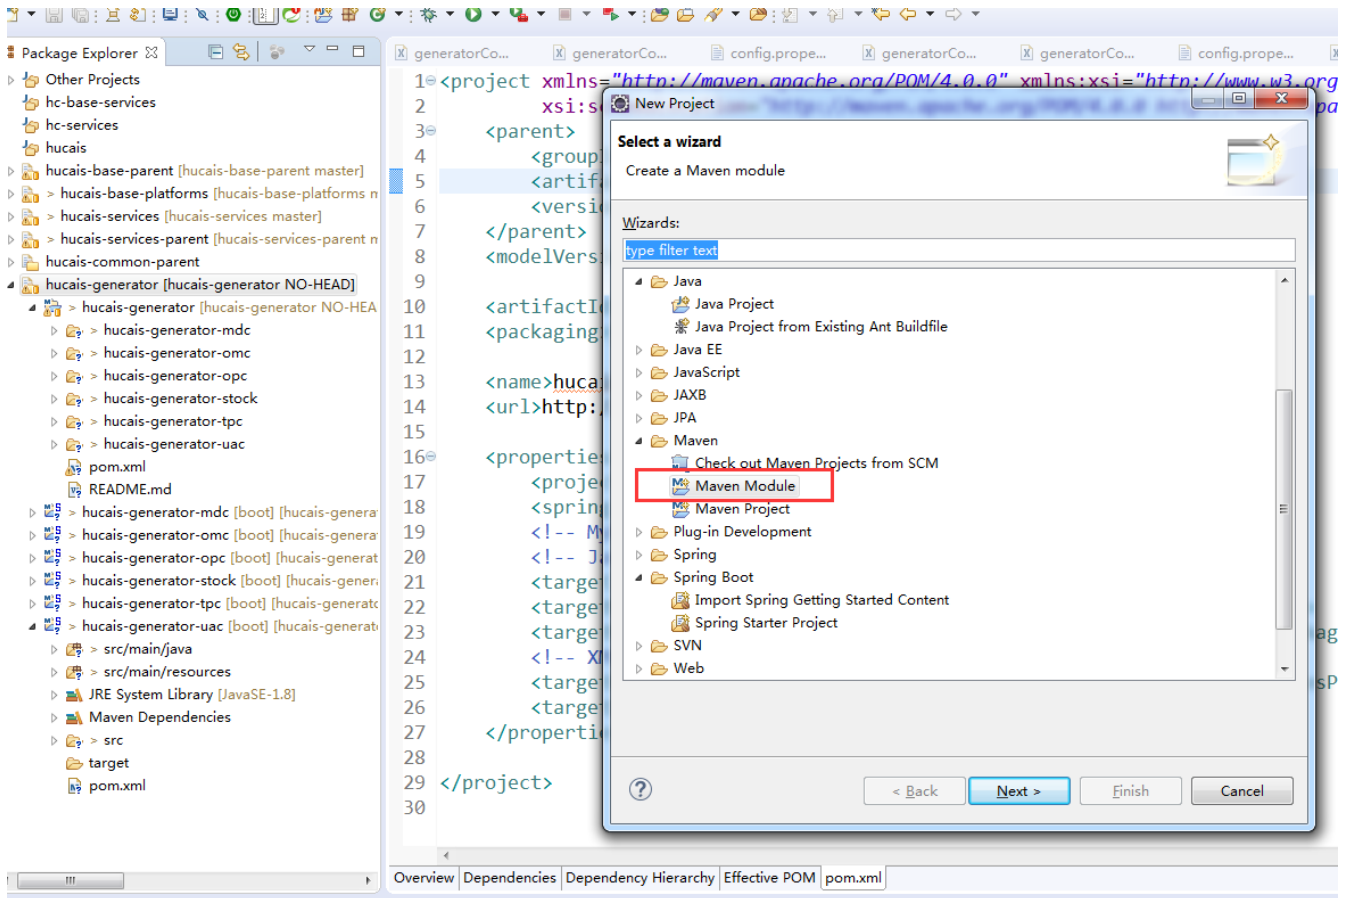 Package Explorer
generatorCo...
generatorCo...
config.prope...
generatorCo...
generatorCo...
config.prope...
Other Projects
hc-base-services
hc-services
hucais
hucais-base-parent [hucais-base-parent master]
> hucais-base-platforms [hucais-base-platforms m
> hucais-services [hucais-services master]
> hucais-services-parent [hucais-services-parent m
hucais-common-parent
hucais-generator [hucais-generator NO-HEAD]
> hucais-generator [hucais-generator NO-HEA
> hucais-generator-mdc
> hucais-generator-omc
> hucais-generator-opc
> hucais-generator-stock
> hucais-generator-tpc
> hucais-generator-uac
pom.xml
README.md
> hucais-generator-mdc [boot] [hucais-genera
> hucais-generator-omc [boot] [hucais-genera
> hucais-generator-opc [boot] [hucais-generat
> hucais-generator-stock [boot] [hucais-genera
> hucais-generator-tpc [boot] [hucais-generato
> hucais-generator-uac [boot] [hucais-generat
> src/main/java
> src/main/resources
JRE System Library [JavaSE-1.8]
Maven Dependencies
> src
target
pom.xml
1 <project xmlns="http://maven.apache.org/POM/4.0.0" xmlns:xsi="http://www.w3.org
2 xsi:s
3 <parent>
4 <group
5 <artif
6 <versi
7 </parent>
8 <modelVers
9
10 <artifactI
11 <packaging
12
13 <name>huca
14 <url>http:
15
16 <propertie
17 <proje
18 <spring
19 <!-- My
20 <!-- Ja
21 <targe
22 <targe
23 <targe
24 <!-- XM
25 <targe
26 <targe
27 </properti
28
29 </project>
30
New Project
Select a wizard
Create a Maven module
Wizards:
type filter text
Java
Java Project
Java Project from Existing Ant Buildfile
Java EE
JavaScript
JAXB
JPA
Maven
Check out Maven Projects from SCM
Maven Module
Maven Project
Plug-in Development
Spring
Spring Boot
Import Spring Getting Started Content
Spring Starter Project
SVN
Web
< Back
Next >
Finish
Cancel
Overview
Dependencies
Dependency Hierarchy
Effective POM
pom.xml